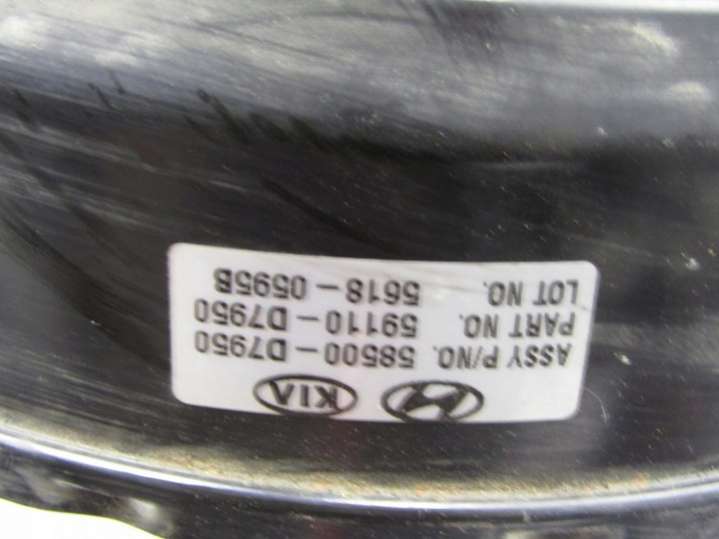 KIA
ASSY P/NO. 58500-D7950
PART NO. 59110-D7950
LOT NO. 5618-0595B